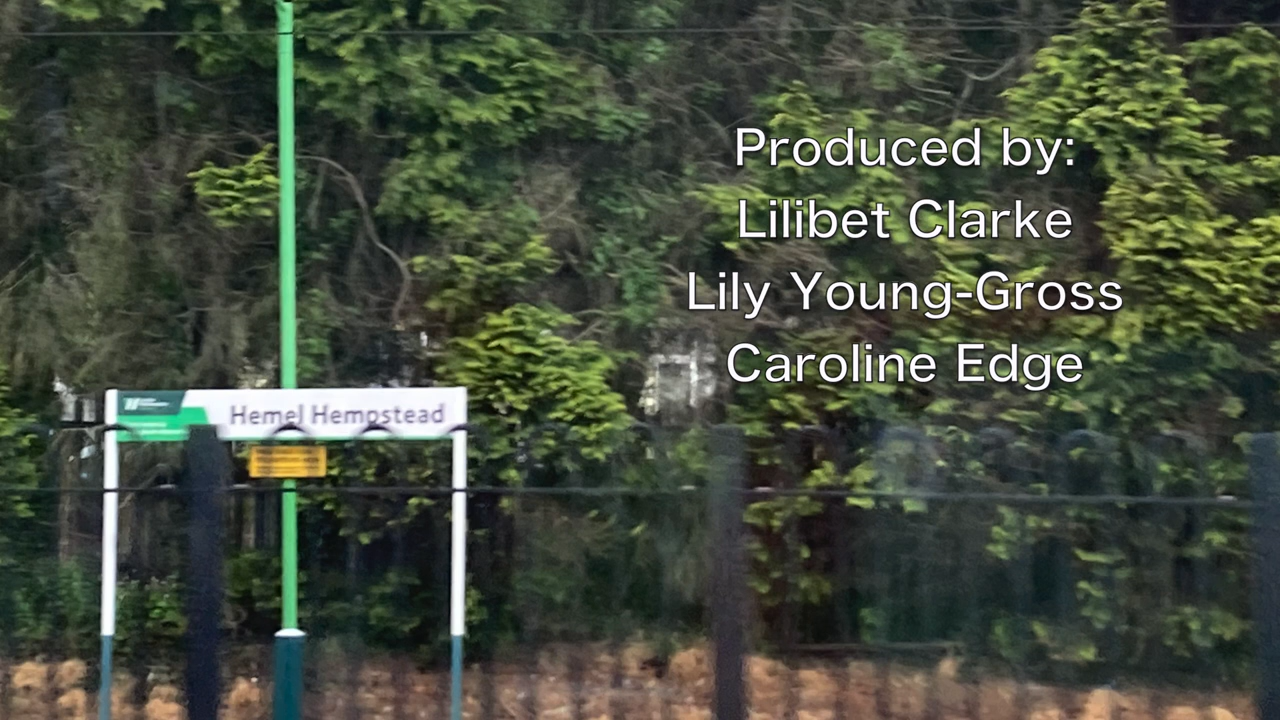 Produced by:
Lilibet Clarke
Lily Young-Gross
Caroline Edge
Hemel Hempstead